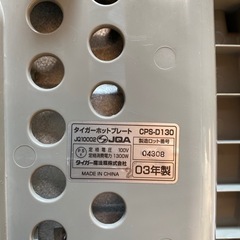 タイガーホットプレート CPS-D130
JQ10002 JQA 製造ロット番号
定格電圧 100V 0430B
定格消費電力 1300W
タイガー魔法瓶株式会社 03年製
MADE IN CHINA